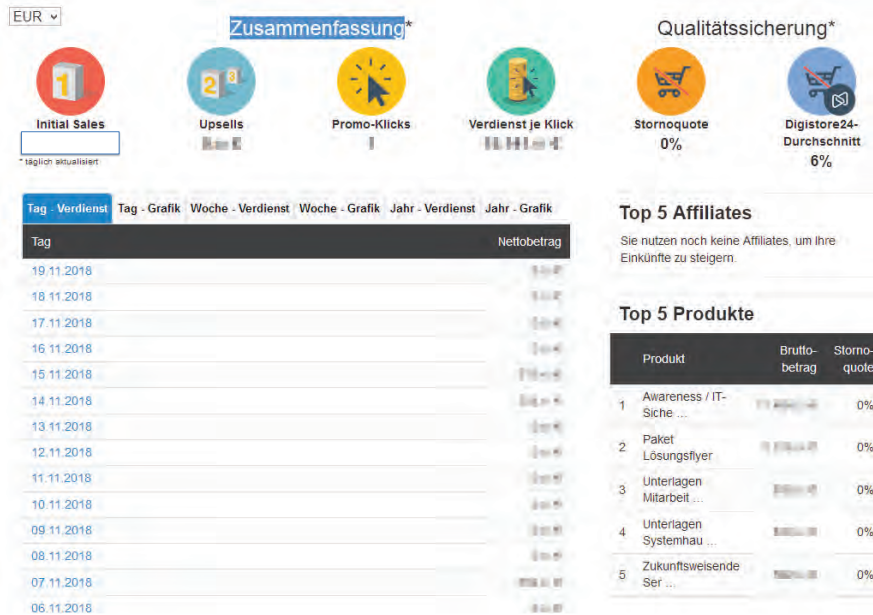 EUR
Zusammenfassung*
Qualitätssicherung*
1
2
3
Initial Sales
Upsells
Promo-Klicks
Verdienst je Klick
Stornoquote
0%
Digistore24-
Durchschnitt
6%
* täglich aktualisiert
Tag - Verdienst Tag - Grafik Woche - Verdienst Woche - Grafik Jahr - Verdienst Jahr - Grafik
Tag Nettobetrag
19.11.2018
18.11.2018
17.11.2018
16.11.2018
15.11.2018
14.11.2018
13.11.2018
12.11.2018
11.11.2018
10.11.2018
09.11.2018
08.11.2018
07.11.2018
06.11.2018
Top 5 Affiliates
Sie nutzen noch keine Affiliates, um Ihre
Einkünfte zu steigern.
Top 5 Produkte
Produkt Brutto-
betrag Storno-
quote
1 Awareness / IT-
Siche ... 0%
2 Paket
Lösungsflyer 0%
3 Unterlagen
Mitarbeit ... 0%
4 Unterlagen
Systemhau ... 0%
5 Zukunftsweisende
Ser ... 0%